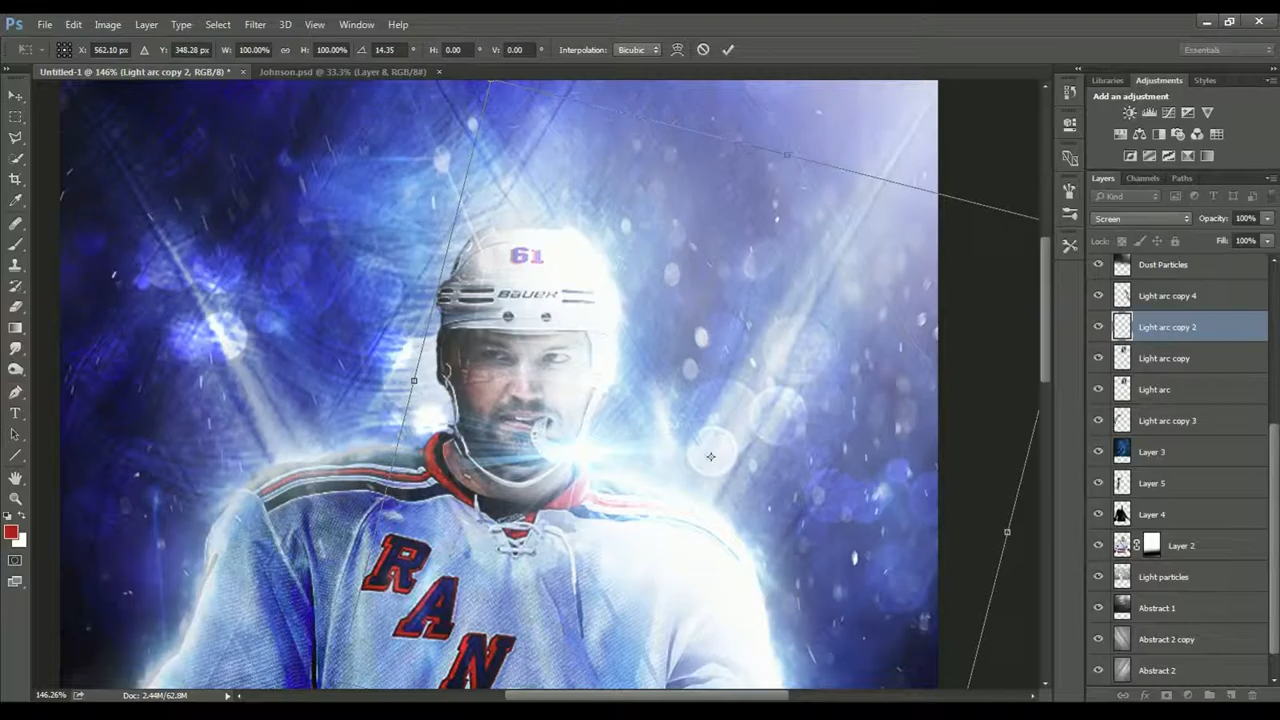 Ps File Edit Image Layer Type Select Filter 3D View Window Help
X: 562.10 px Y: 348.28 px W: 100.00% H: 100.00% 14.35 ° H: 0.00 ° V: 0.00 ° Interpolation: Bicubic Essentials
Untitled-1 @ 146% (Light arc copy 2, RGB/8) * × Johnson.psd @ 33.3% (Layer 8, RGB/8#) ×
Libraries Adjustments Styles
Add an adjustment
Layers Channels Paths
Kind
Screen Opacity: 100%
Lock: Fill: 100%
Dust Particles
Light arc copy 4
Light arc copy 2
Light arc copy
Light arc
Light arc copy 3
Layer 3
Layer 5
Layer 4
Layer 2
Light particles
Abstract 1
Abstract 2 copy
Abstract 2
61
BAUER
RAN
146.26% Doc: 2.44M/62.8M